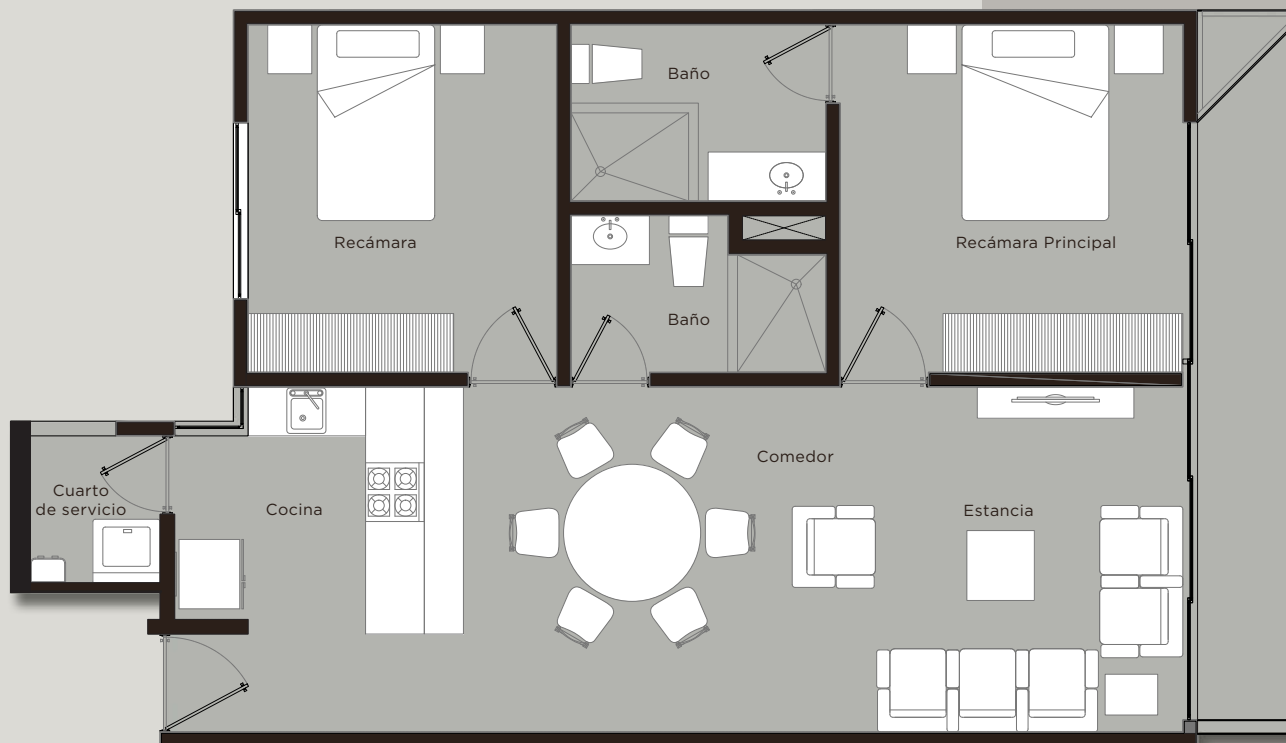 Baño
Recámara
Recámara Principal
Baño
Comedor
Cuarto
de servicio
Cocina
Estancia